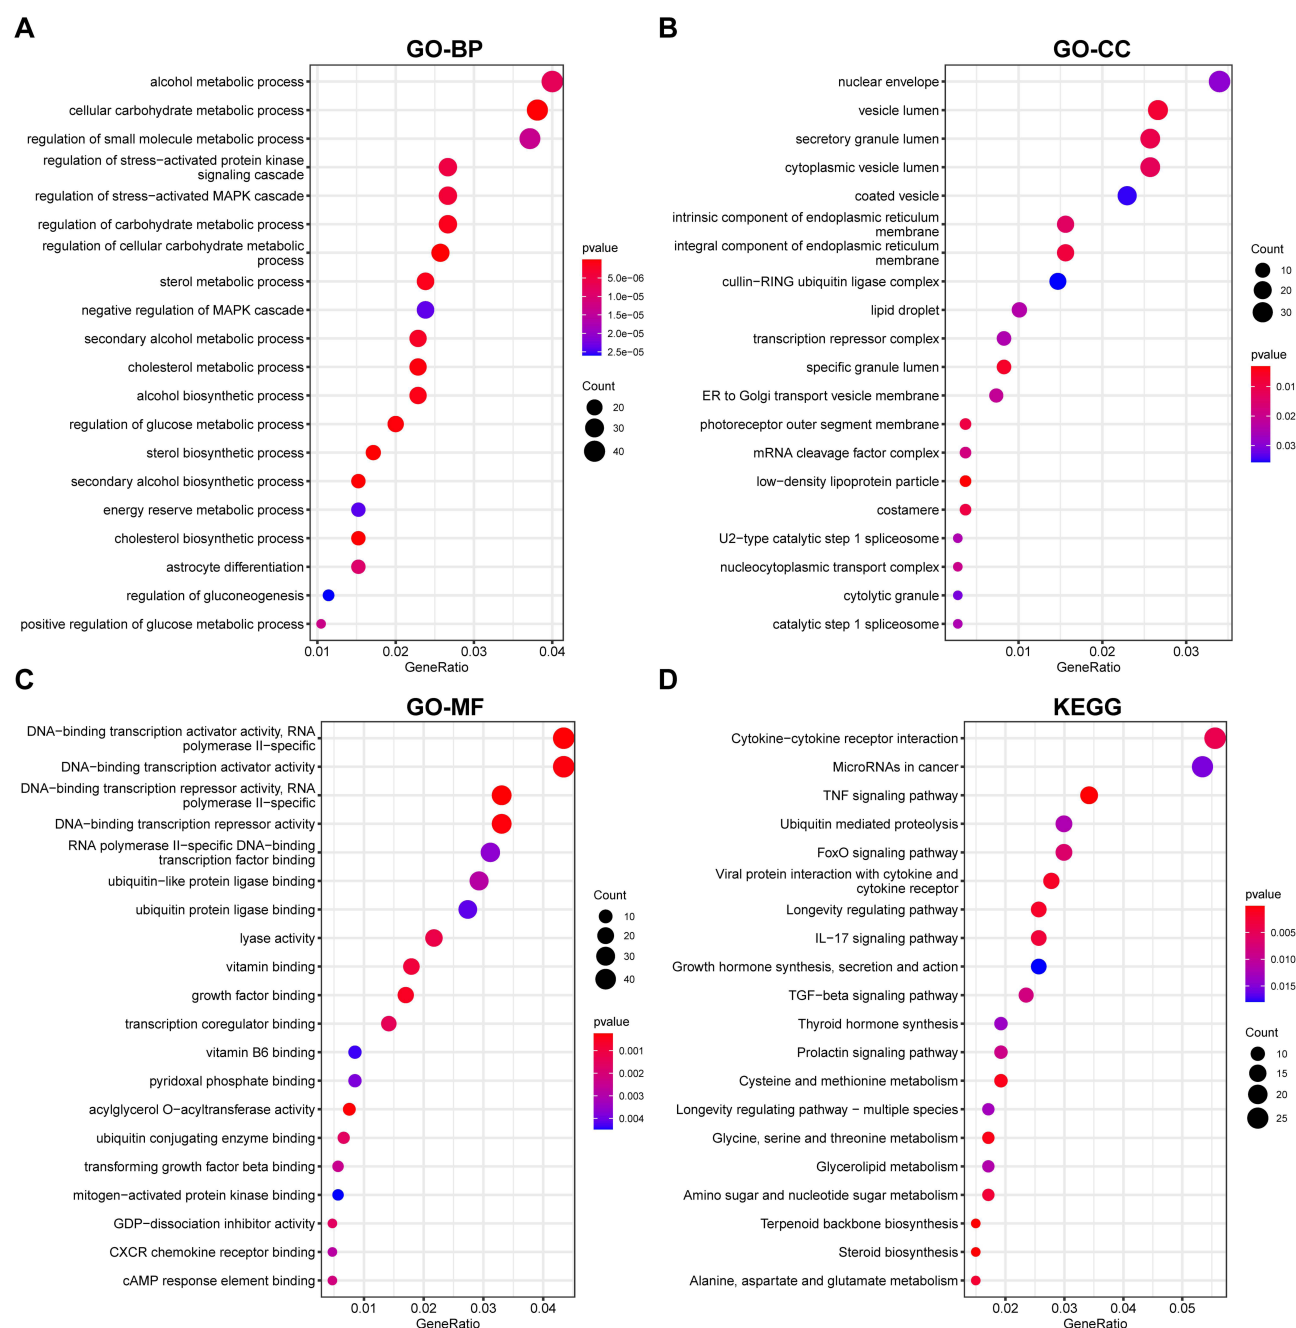 A
GO-BP
alcohol metabolic process
cellular carbohydrate metabolic process
regulation of small molecule metabolic process
regulation of stress−activated protein kinase
signaling cascade
regulation of stress−activated MAPK cascade
regulation of carbohydrate metabolic process
regulation of cellular carbohydrate metabolic
process
sterol metabolic process
negative regulation of MAPK cascade
secondary alcohol metabolic process
cholesterol metabolic process
alcohol biosynthetic process
regulation of glucose metabolic process
sterol biosynthetic process
secondary alcohol biosynthetic process
energy reserve metabolic process
cholesterol biosynthetic process
astrocyte differentiation
regulation of gluconeogenesis
positive regulation of glucose metabolic process
0.01 0.02 0.03 0.04
GeneRatio
pvalue
5.0e−06
1.0e−05
1.5e−05
2.0e−05
2.5e−05
Count
20
30
40
B
GO-CC
nuclear envelope
vesicle lumen
secretory granule lumen
cytoplasmic vesicle lumen
coated vesicle
intrinsic component of endoplasmic reticulum
membrane
integral component of endoplasmic reticulum
membrane
cullin−RING ubiquitin ligase complex
lipid droplet
transcription repressor complex
specific granule lumen
ER to Golgi transport vesicle membrane
photoreceptor outer segment membrane
mRNA cleavage factor complex
low−density lipoprotein particle
costamere
U2−type catalytic step 1 spliceosome
nucleocytoplasmic transport complex
cytolytic granule
catalytic step 1 spliceosome
0.01 0.02 0.03
GeneRatio
Count
10
20
30
pvalue
0.01
0.02
0.03
C
GO-MF
DNA−binding transcription activator activity, RNA
polymerase II−specific
DNA−binding transcription activator activity
DNA−binding transcription repressor activity, RNA
polymerase II−specific
DNA−binding transcription repressor activity
RNA polymerase II−specific DNA−binding
transcription factor binding
ubiquitin−like protein ligase binding
ubiquitin protein ligase binding
lyase activity
vitamin binding
growth factor binding
transcription coregulator binding
vitamin B6 binding
pyridoxal phosphate binding
acylglycerol O−acyltransferase activity
ubiquitin conjugating enzyme binding
transforming growth factor beta binding
mitogen−activated protein kinase binding
GDP−dissociation inhibitor activity
CXCR chemokine receptor binding
cAMP response element binding
0.01 0.02 0.03 0.04
GeneRatio
Count
10
20
30
40
pvalue
0.001
0.002
0.003
0.004
D
KEGG
Cytokine−cytokine receptor interaction
MicroRNAs in cancer
TNF signaling pathway
Ubiquitin mediated proteolysis
FoxO signaling pathway
Viral protein interaction with cytokine and
cytokine receptor
Longevity regulating pathway
IL−17 signaling pathway
Growth hormone synthesis, secretion and action
TGF−beta signaling pathway
Thyroid hormone synthesis
Prolactin signaling pathway
Cysteine and methionine metabolism
Longevity regulating pathway − multiple species
Glycine, serine and threonine metabolism
Glycerolipid metabolism
Amino sugar and nucleotide sugar metabolism
Terpenoid backbone biosynthesis
Steroid biosynthesis
Alanine, aspartate and glutamate metabolism
0.02 0.03 0.04 0.05
GeneRatio
pvalue
0.005
0.010
0.015
Count
10
15
20
25